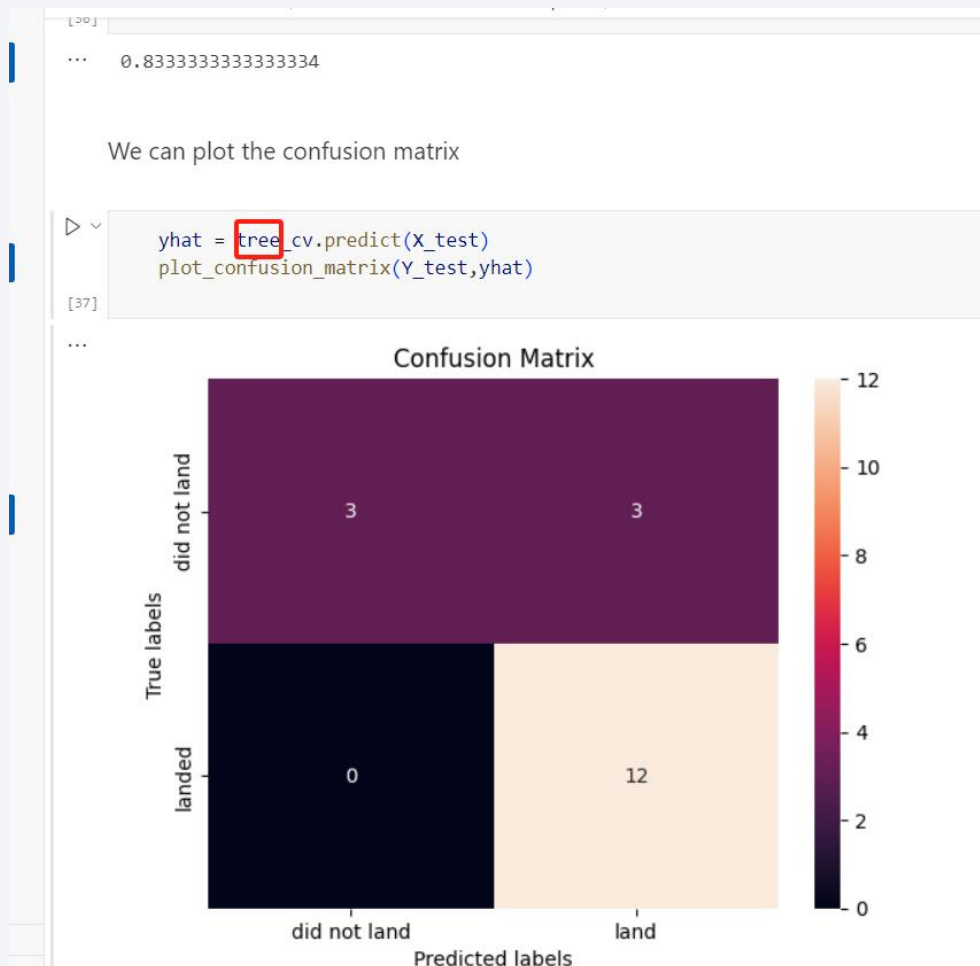 [36]
... 0.8333333333333334
We can plot the confusion matrix
yhat = tree_cv.predict(X_test)
plot_confusion_matrix(Y_test,yhat)
[37]
...
Confusion Matrix
12
10
8
6
4
2
0
True labels
did not land
landed
3 3
0 12
did not land land
Predicted labels